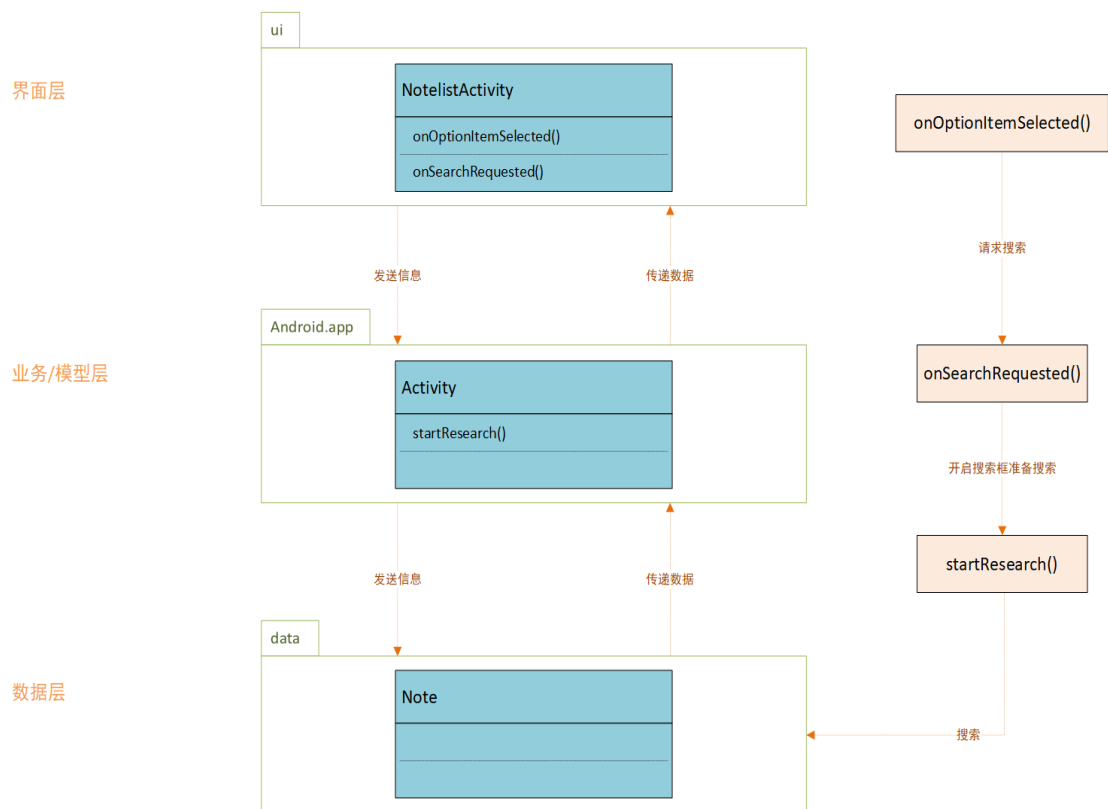 ui
界面层
NotelistActivity
onOptionItemSelected()
onSearchRequested()
onOptionItemSelected()
发送信息
传递数据
请求搜索
Android.app
业务/模型层
Activity
startResearch()
onSearchRequested()
开启搜索框准备搜索
发送信息
传递数据
startResearch()
data
数据层
Note
搜索